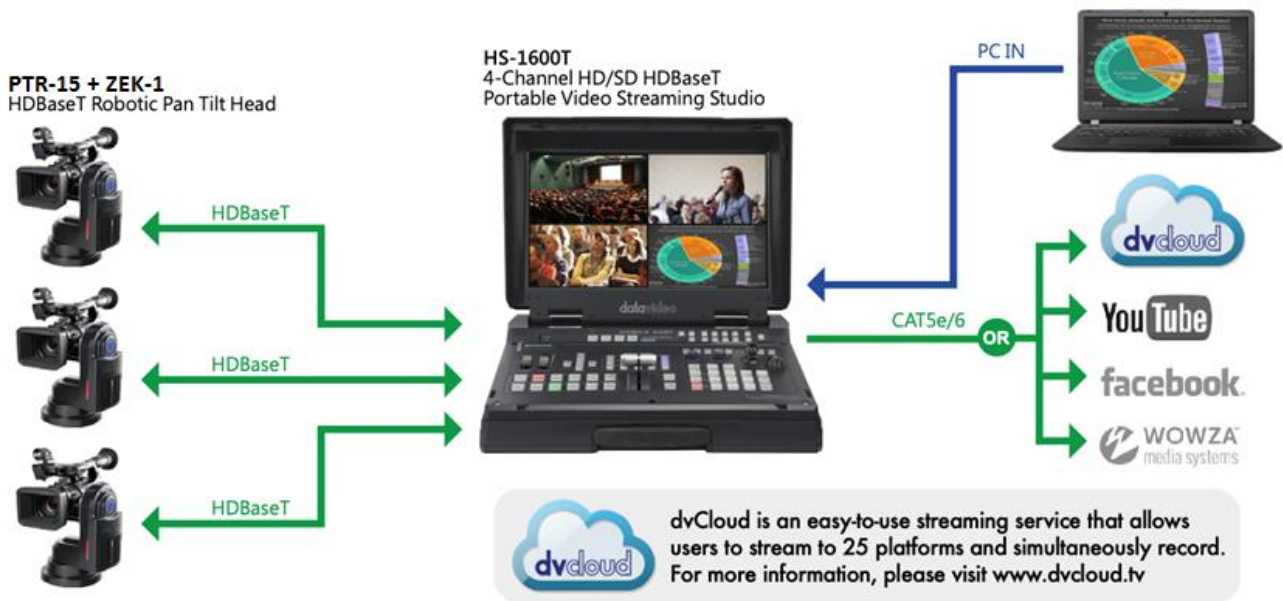 PTR-15 + ZEK-1
HDBaseT Robotic Pan Tilt Head
HDBaseT
HDBaseT
HDBaseT
HS-1600T
4-Channel HD/SD HDBaseT
Portable Video Streaming Studio
datavideo
PC IN
CAT5e/6
OR
dvcloud
YouTube
facebook.
WOWZA
media systems
dvcloud
dvCloud is an easy-to-use streaming service that allows
users to stream to 25 platforms and simultaneously record.
For more information, please visit www.dvcloud.tv